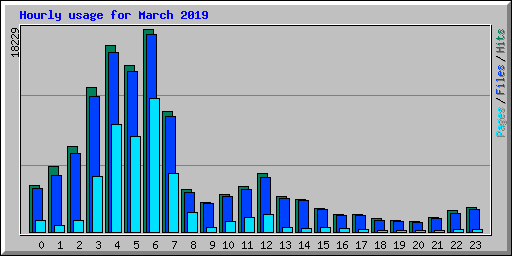 Hourly usage for March 2019
18229
Pages / Files / Hits
0 1 2 3 4 5 6 7 8 9 10 11 12 13 14 15 16 17 18 19 20 21 22 23